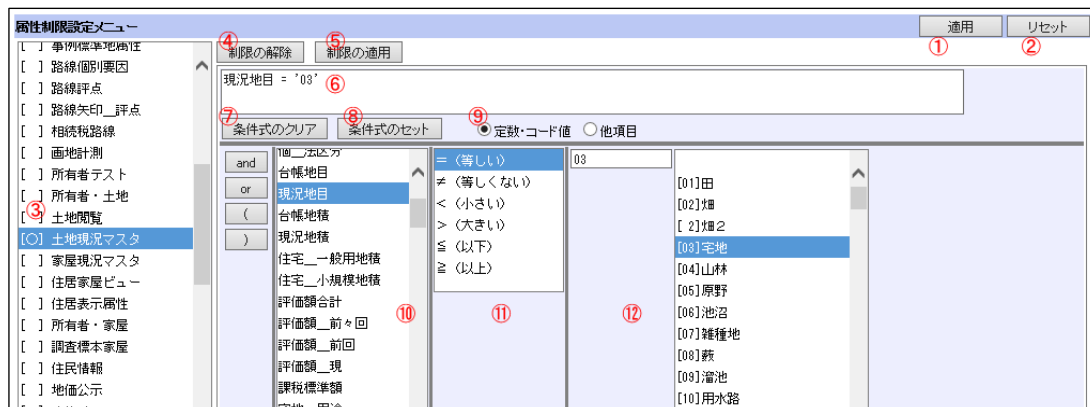 属性制限設定メニュー
適用
リセット
①
②
[ ] 事例標準地属性
[ ] 路線個別要因
[ ] 路線評点
[ ] 路線矢印__評点
[ ] 相続税路線
[ ] 画地計測
[ ] 所有者テスト
[ ] 所有者・土地
[ ] 土地閲覧
[○] 土地現況マスタ
[ ] 家屋現況マスタ
[ ] 住居家屋ビュー
[ ] 住居表示属性
[ ] 所有者・家屋
[ ] 調査標本家屋
[ ] 住民情報
[ ] 地価公示
③
④
制限の解除
⑤
制限の適用
現況地目 = '03'
⑥
⑦
条件式のクリア
⑧
条件式のセット
⑨
定数・コード値
他項目
and
or
(
)
個__法区分
台帳地目
現況地目
台帳地積
現況地積
住宅__一般用地積
住宅__小規模地積
評価額合計
評価額__前々回
評価額__前回
評価額__現
課税標準額
⑩
= (等しい)
≠ (等しくない)
< (小さい)
> (大きい)
≦ (以下)
≧ (以上)
⑪
03
⑫
[01]田
[02]畑
[ 2]畑2
[03]宅地
[04]山林
[05]原野
[06]池沼
[07]雑種地
[08]藪
[09]溜池
[10]用水路